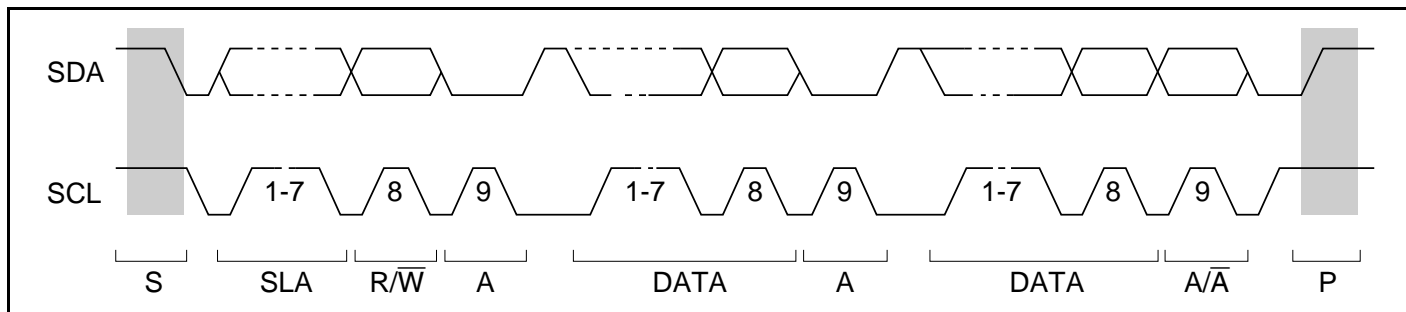 SDA
SCL 1-7 8 9 1-7 8 9 1-7 8 9
S SLA R/W̅ A DATA A DATA A/A̅ P